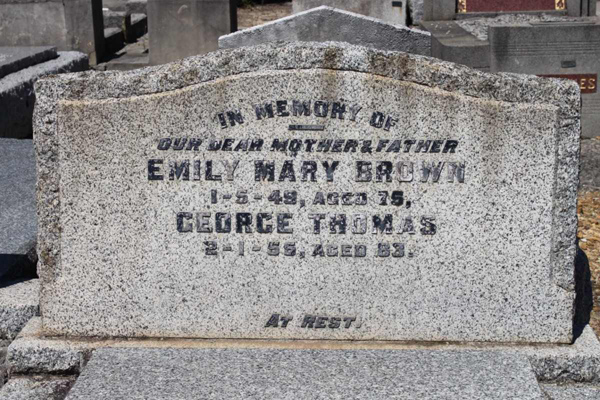 IN MEMORY OF
OUR DEAR MOTHER & FATHER
EMILY MARY BROWN
1-5-49, AGED 75,
GEORGE THOMAS
2-1-55, AGED 83.
AT REST.